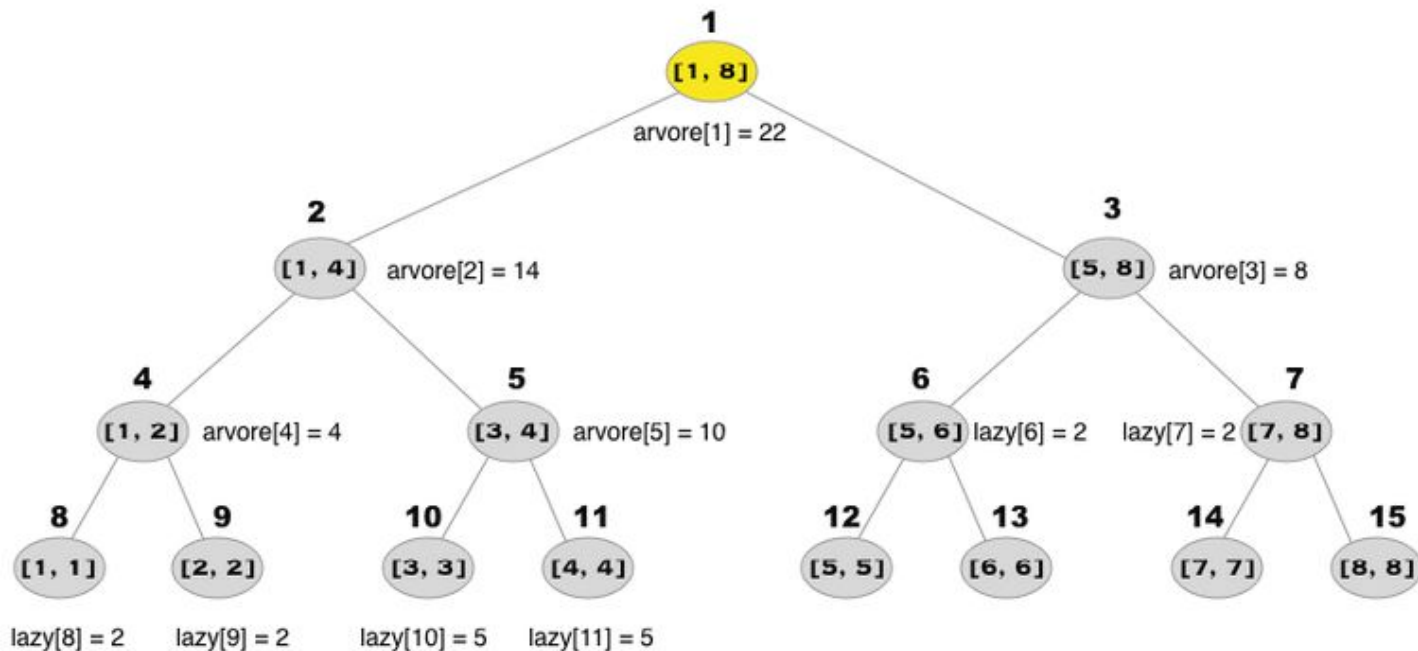 1
[1, 8]
arvore[1] = 22
2
3
[1, 4] arvore[2] = 14
[5, 8] arvore[3] = 8
4
5
6
7
[1, 2] arvore[4] = 4
[3, 4] arvore[5] = 10
[5, 6] lazy[6] = 2
lazy[7] = 2 [7, 8]
8
9
10
11
12
13
14
15
[1, 1]
[2, 2]
[3, 3]
[4, 4]
[5, 5]
[6, 6]
[7, 7]
[8, 8]
lazy[8] = 2
lazy[9] = 2
lazy[10] = 5
lazy[11] = 5